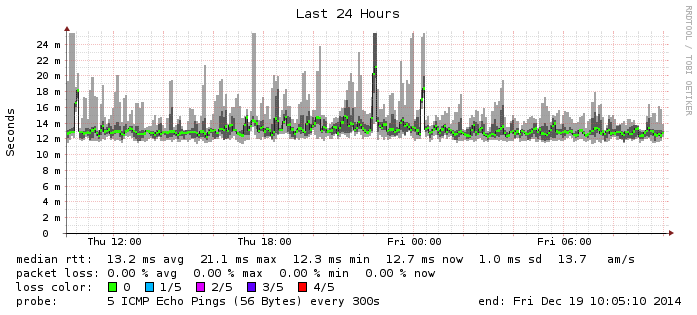 Last 24 Hours
RRDTOOL / TOBI OETIKER
Seconds
24 m
22 m
20 m
18 m
16 m
14 m
12 m
10 m
8 m
6 m
4 m
2 m
0
Thu 12:00 Thu 18:00 Fri 00:00 Fri 06:00
median rtt: 13.2 ms avg 21.1 ms max 12.3 ms min 12.7 ms now 1.0 ms sd 13.7 am/s
packet loss: 0.00 % avg 0.00 % max 0.00 % min 0.00 % now
loss color: 0 1/5 2/5 3/5 4/5
probe: 5 ICMP Echo Pings (56 Bytes) every 300s end: Fri Dec 19 10:05:10 2014